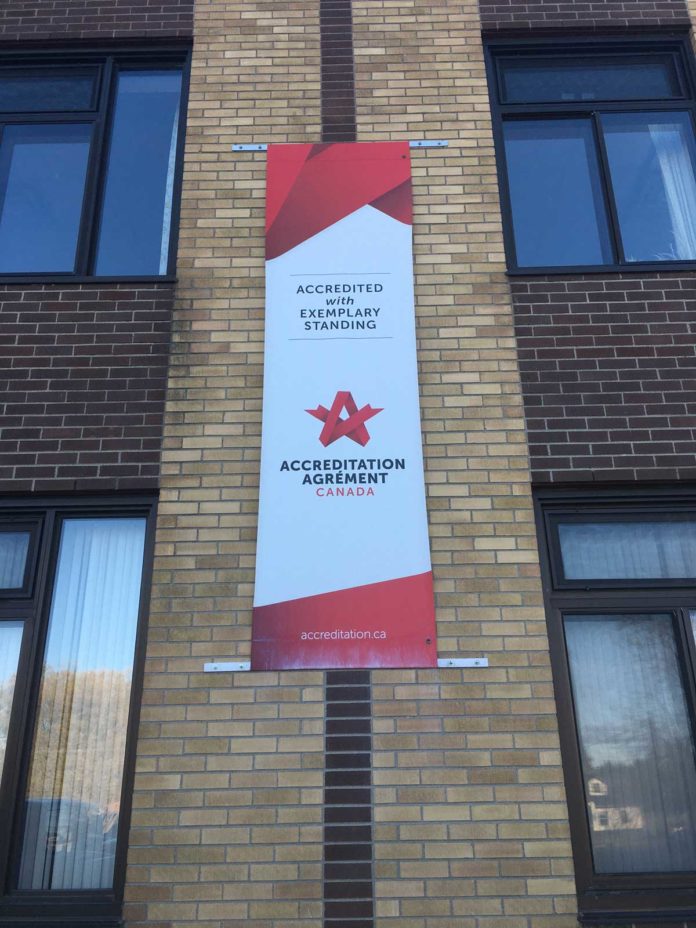 ACCREDITED
with
EXEMPLARY
STANDING
ACCREDITATION
AGRÉMENT
CANADA
accreditation.ca